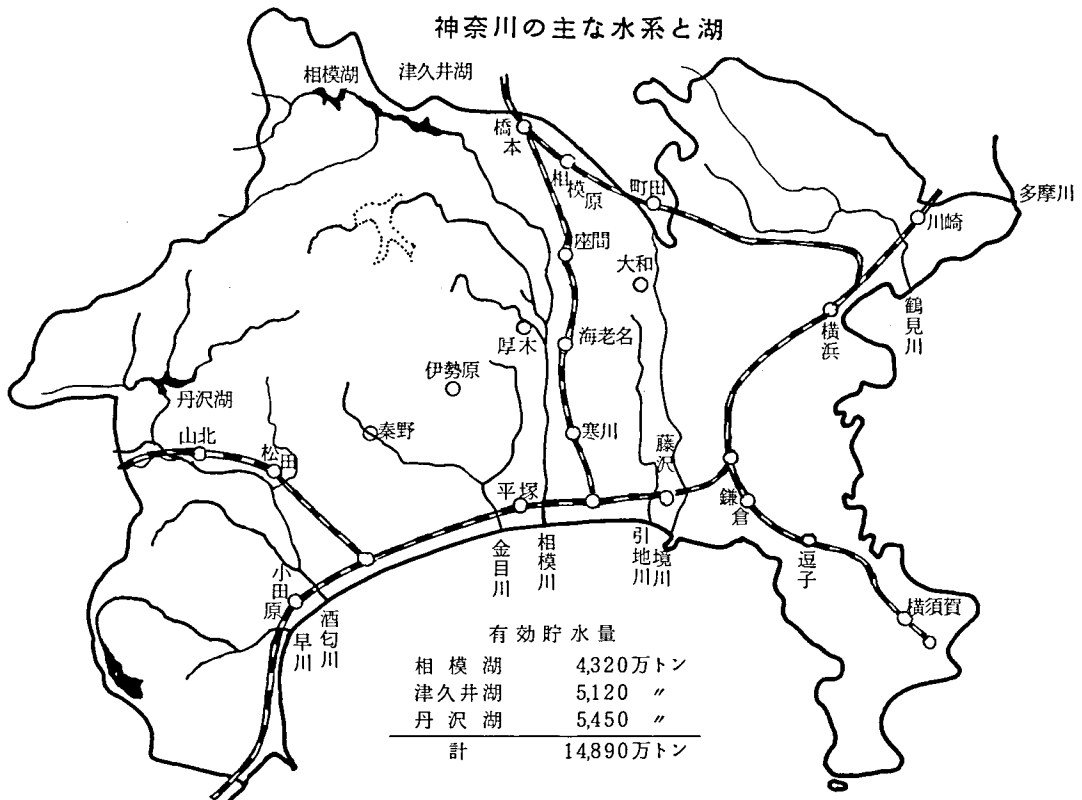 神奈川の主な水系と湖
相模湖
津久井湖
橋本
相模原
町田
多摩川
川崎
座間
大和
鶴見川
横浜
厚木
海老名
伊勢原
丹沢湖
秦野
寒川
藤沢
山北
松田
平塚
鎌倉
金目川
相模川
引地川
境川
逗子
小田原
酒匂川
早川
横須賀
有効貯水量
相模湖 4,320万トン
津久井湖 5,120 〃
丹沢湖 5,450 〃
計 14,890万トン